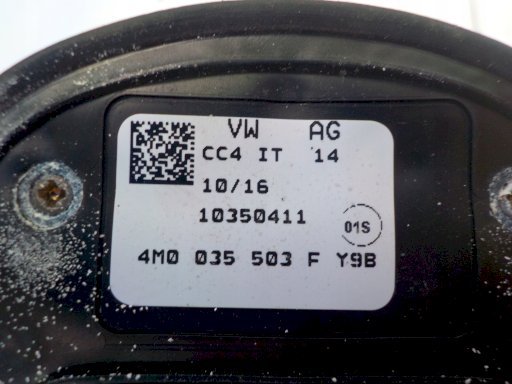 VW AG
CC4 IT 14
10/16
10350411
01S
4M0 035 503 F Y9B